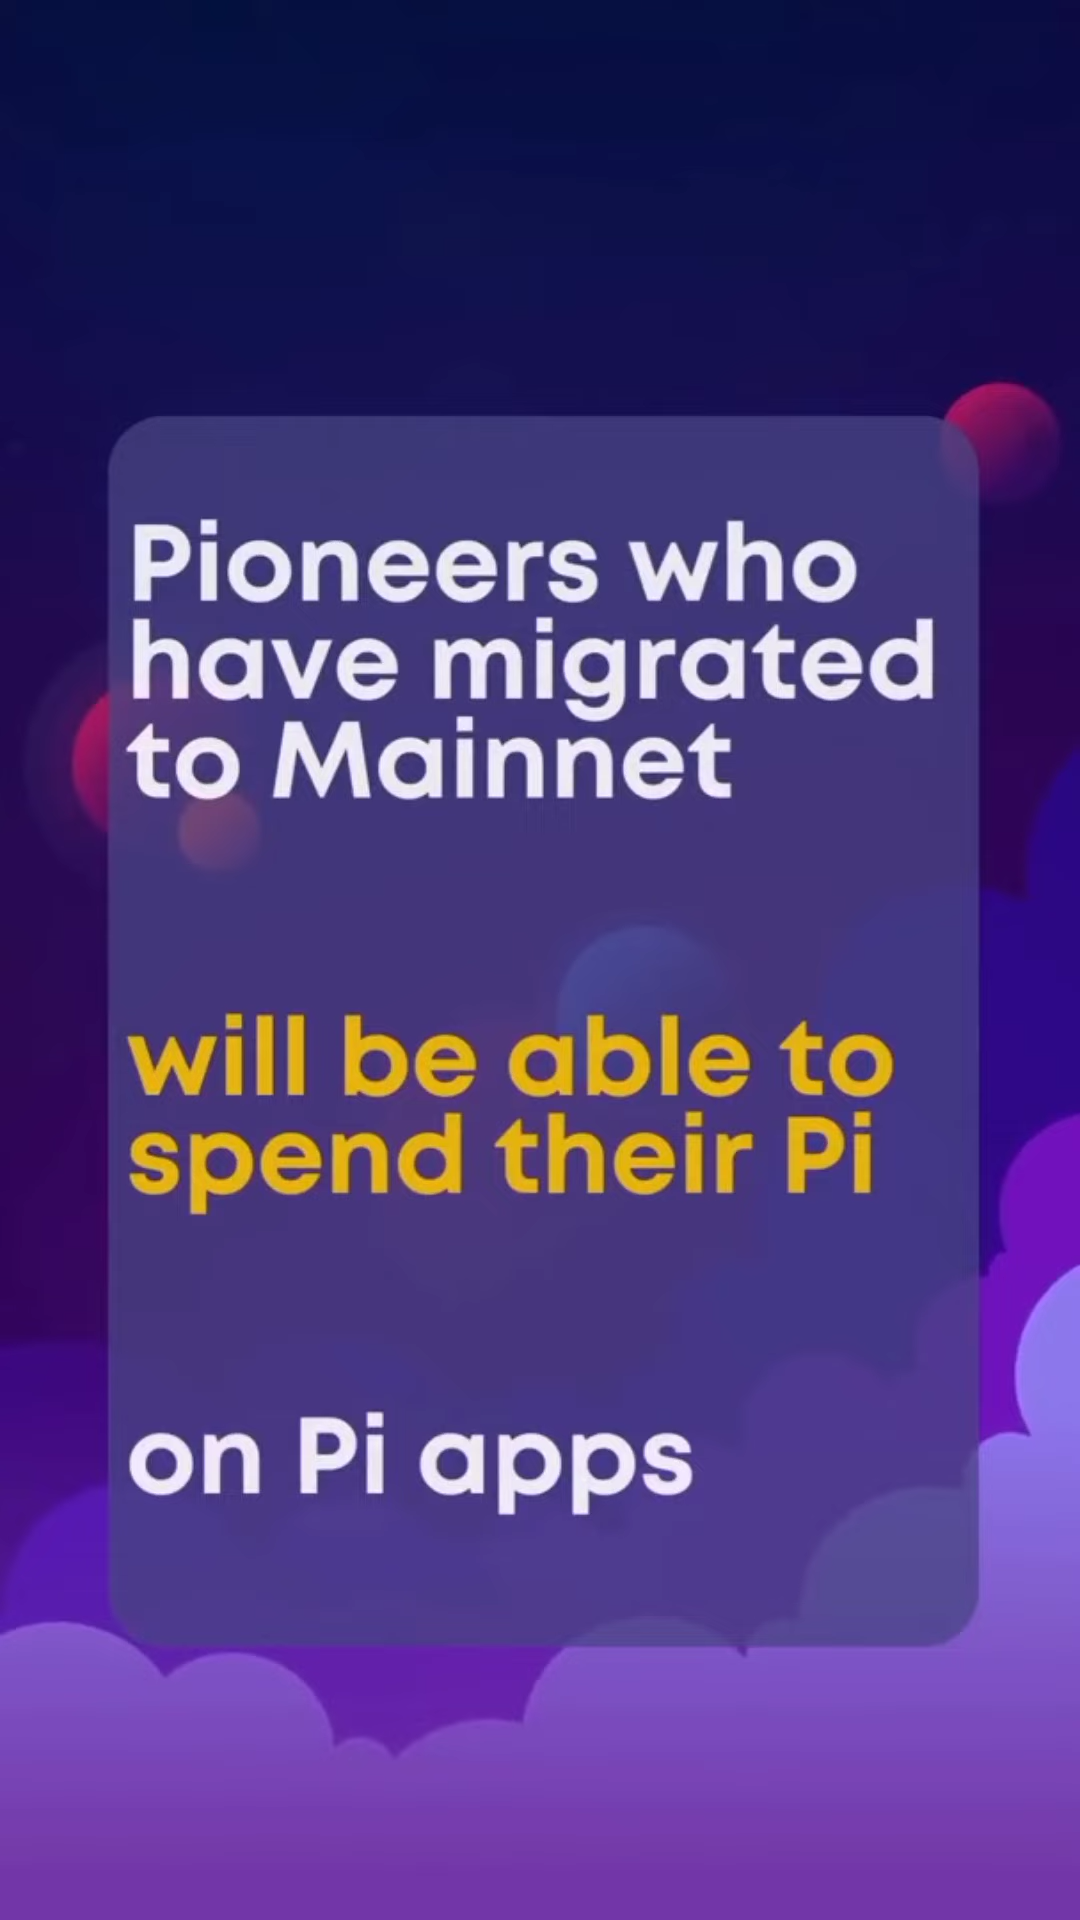 Pioneers who
have migrated
to Mainnet
will be able to
spend their Pi
on Pi apps